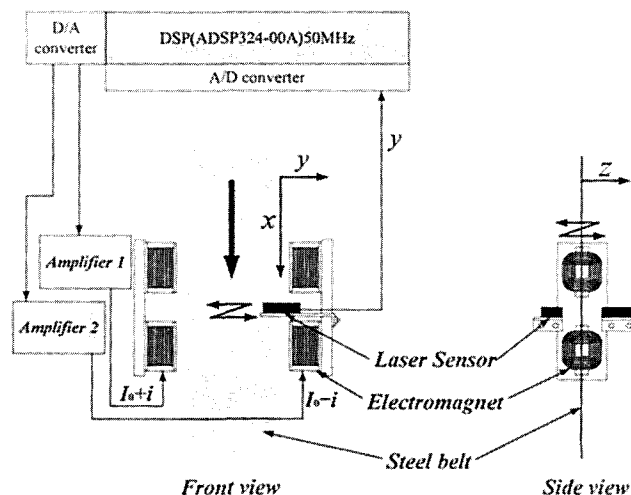 D/A
converter
DSP(ADSP324-00A)50MHz
A/D converter
y
y
x
z
Amplifier 1
Amplifier 2
I₀+i
I₀-i
Laser Sensor
Electromagnet
Steel belt
Front view
Side view